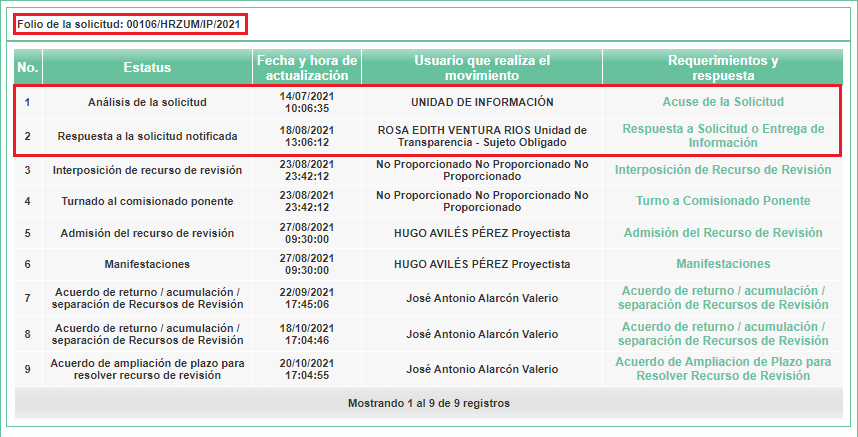 Folio de la solicitud: 00106/HRZUM/IP/2021
No. Estatus Fecha y hora de actualización Usuario que realiza el movimiento Requerimientos y respuesta
1 Análisis de la solicitud 14/07/2021 10:06:35 UNIDAD DE INFORMACIÓN Acuse de la Solicitud
2 Respuesta a la solicitud notificada 18/08/2021 13:06:12 ROSA EDITH VENTURA RIOS Unidad de Transparencia - Sujeto Obligado Respuesta a Solicitud o Entrega de Información
3 Interposición de recurso de revisión 23/08/2021 23:42:12 No Proporcionado No Proporcionado No Proporcionado Interposición de Recurso de Revisión
4 Turnado al comisionado ponente 23/08/2021 23:42:12 No Proporcionado No Proporcionado No Proporcionado Turno a Comisionado Ponente
5 Admisión del recurso de revisión 27/08/2021 09:30:00 HUGO AVILÉS PÉREZ Proyectista Admisión del Recurso de Revisión
6 Manifestaciones 27/08/2021 09:30:00 HUGO AVILÉS PÉREZ Proyectista Manifestaciones
7 Acuerdo de returno / acumulación / separación de Recursos de Revisión 22/09/2021 17:45:06 José Antonio Alarcón Valerio Acuerdo de returno / acumulación / separación de Recursos de Revisión
8 Acuerdo de returno / acumulación / separación de Recursos de Revisión 18/10/2021 17:04:46 José Antonio Alarcón Valerio Acuerdo de returno / acumulación / separación de Recursos de Revisión
9 Acuerdo de ampliación de plazo para resolver recurso de revisión 20/10/2021 17:04:55 José Antonio Alarcón Valerio Acuerdo de Ampliacion de Plazo para Resolver Recurso de Revisión
Mostrando 1 al 9 de 9 registros